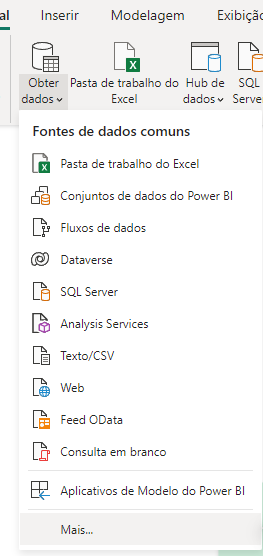 al Inserir Modelagem Exibição
Obter dados
Pasta de trabalho do Excel
Hub de dados
SQL Server
Fontes de dados comuns
Pasta de trabalho do Excel
Conjuntos de dados do Power BI
Fluxos de dados
Dataverse
SQL Server
Analysis Services
Texto/CSV
Web
Feed OData
Consulta em branco
Aplicativos de Modelo do Power BI
Mais...